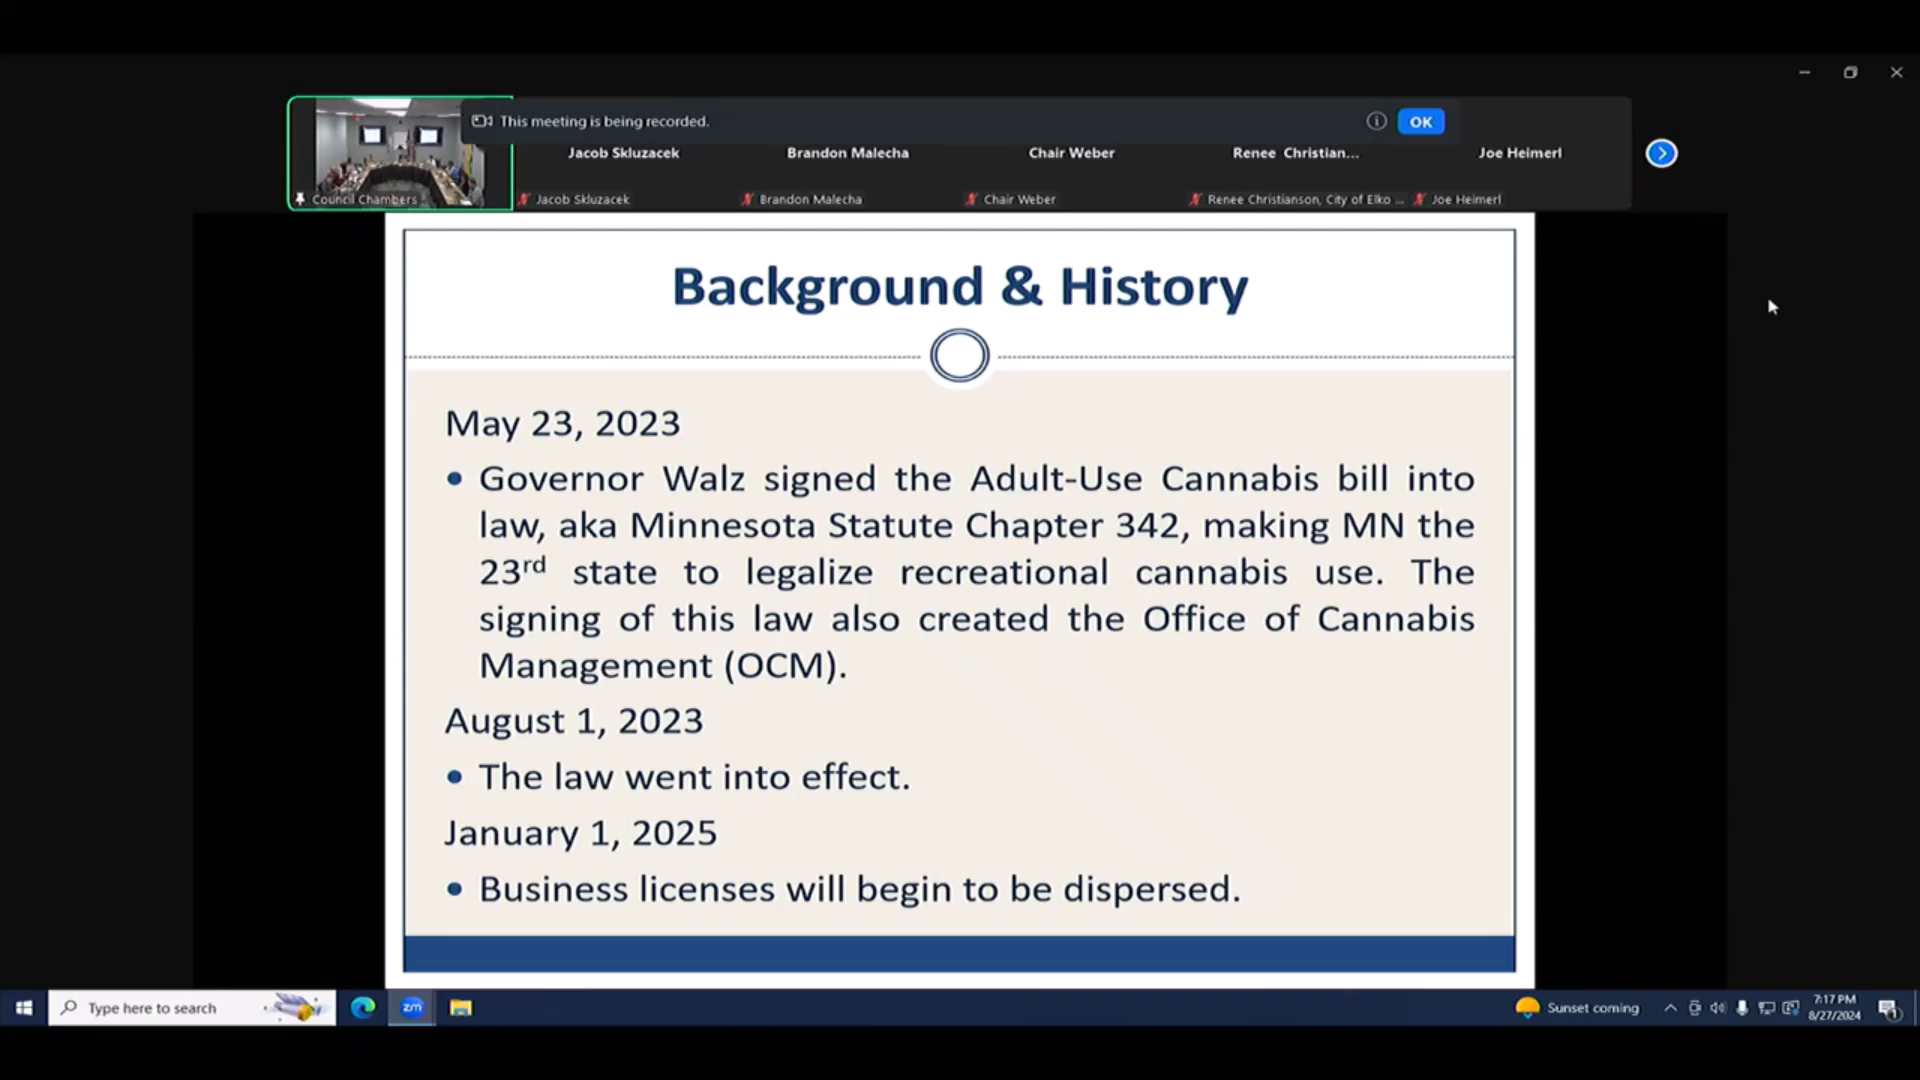 This meeting is being recorded.
OK
Jacob Skluzacek
Brandon Malecha
Chair Weber
Renee Christian...
Joe Heimerl
Council Chambers
Jacob Skluzacek
Brandon Malecha
Chair Weber
Renee Christianson, City of Elko ...
Joe Heimerl
Background & History
May 23, 2023
• Governor Walz signed the Adult-Use Cannabis bill into
law, aka Minnesota Statute Chapter 342, making MN the
23rd state to legalize recreational cannabis use. The
signing of this law also created the Office of Cannabis
Management (OCM).
August 1, 2023
• The law went into effect.
January 1, 2025
• Business licenses will begin to be dispersed.
Type here to search
zm
Sunset coming
7:17 PM
8/27/2024
1